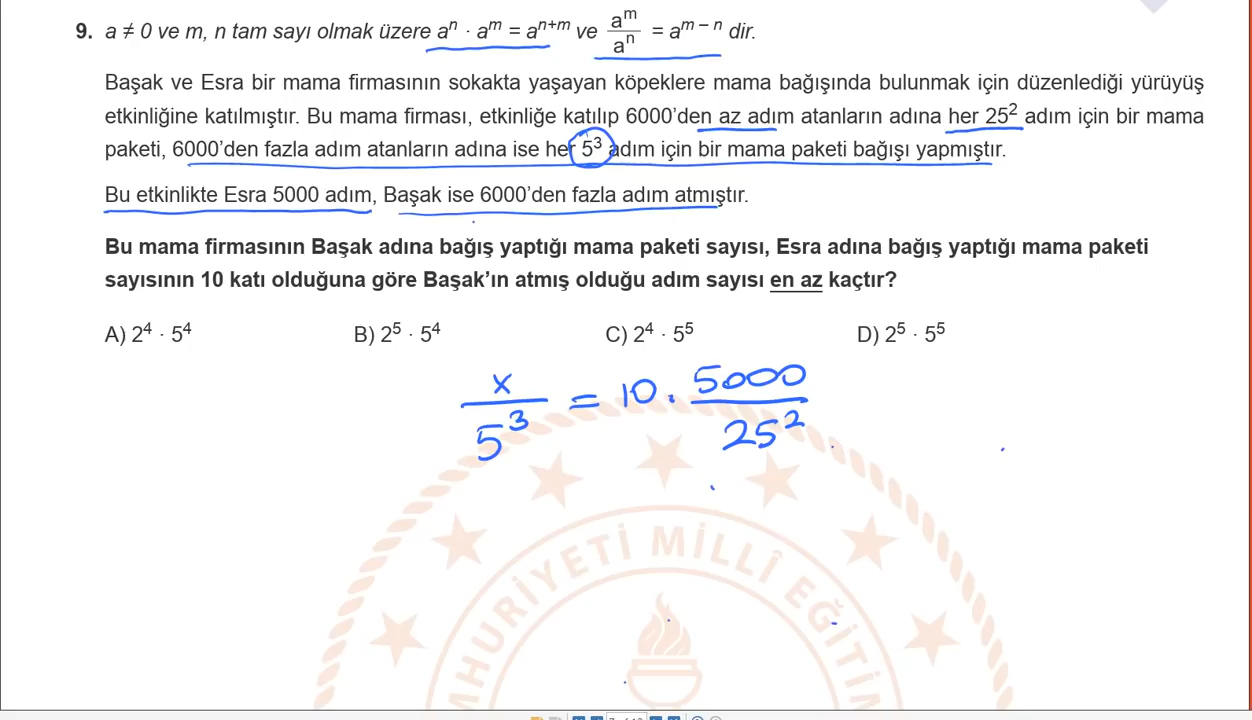 9. a ≠ 0 ve m, n tam sayı olmak üzere aⁿ · aᵐ = aⁿ⁺ᵐ ve aᵐ/aⁿ = aᵐ⁻ⁿ dir.
Başak ve Esra bir mama firmasının sokakta yaşayan köpeklere mama bağışında bulunmak için düzenlediği yürüyüş
etkinliğine katılmıştır. Bu mama firması, etkinliğe katılıp 6000’den az adım atanların adına her 25² adım için bir mama
paketi, 6000’den fazla adım atanların adına ise her 5³ adım için bir mama paketi bağışı yapmıştır.
Bu etkinlikte Esra 5000 adım, Başak ise 6000’den fazla adım atmıştır.
Bu mama firmasının Başak adına bağış yaptığı mama paketi sayısı, Esra adına bağış yaptığı mama paketi
sayısının 10 katı olduğuna göre Başak’ın atmış olduğu adım sayısı en az kaçtır?
A) 2⁴ · 5⁴ B) 2⁵ · 5⁴ C) 2⁴ · 5⁵ D) 2⁵ · 5⁵
x/5³ = 10 · 5000/25²
MHURİYETİ MİLLÎ EĞİTİM